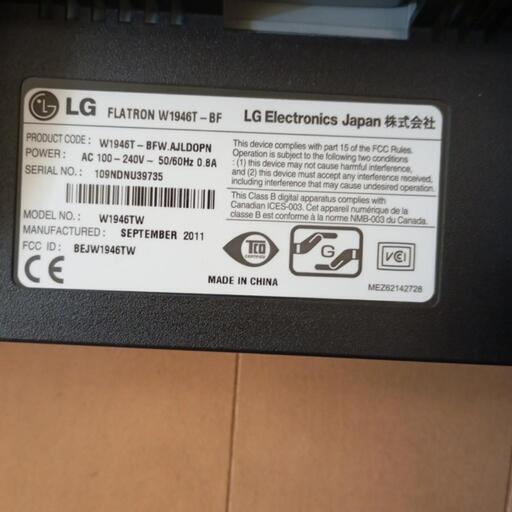 LG FLATRON W1946T-BF LG Electronics Japan 株式会社
PRODUCT CODE: W1946T-BFW.AJLDOPN
POWER: AC 100-240V~50/60Hz 0.8A
SERIAL NO.: 109NDNU39735
MODEL NO.: W1946TW
MANUFACTURED: SEPTEMBER 2011
FCC ID: BEJW1946TW
CE
This device complies with part 15 of the FCC Rules.
Operation is subject to the following two conditions
: (1) this device may not cause harmful interference,
and (2) this device must accept any interference
received, including interference that may cause undesired operation.
This Class B digital apparatus complies with
Canadian ICES-003. Cet appareil numérique de la
classe B est conforme à la norme NMB-003 du Canada.
TCO
CERTIFIED
G
VCI
MADE IN CHINA
MEZ62142728